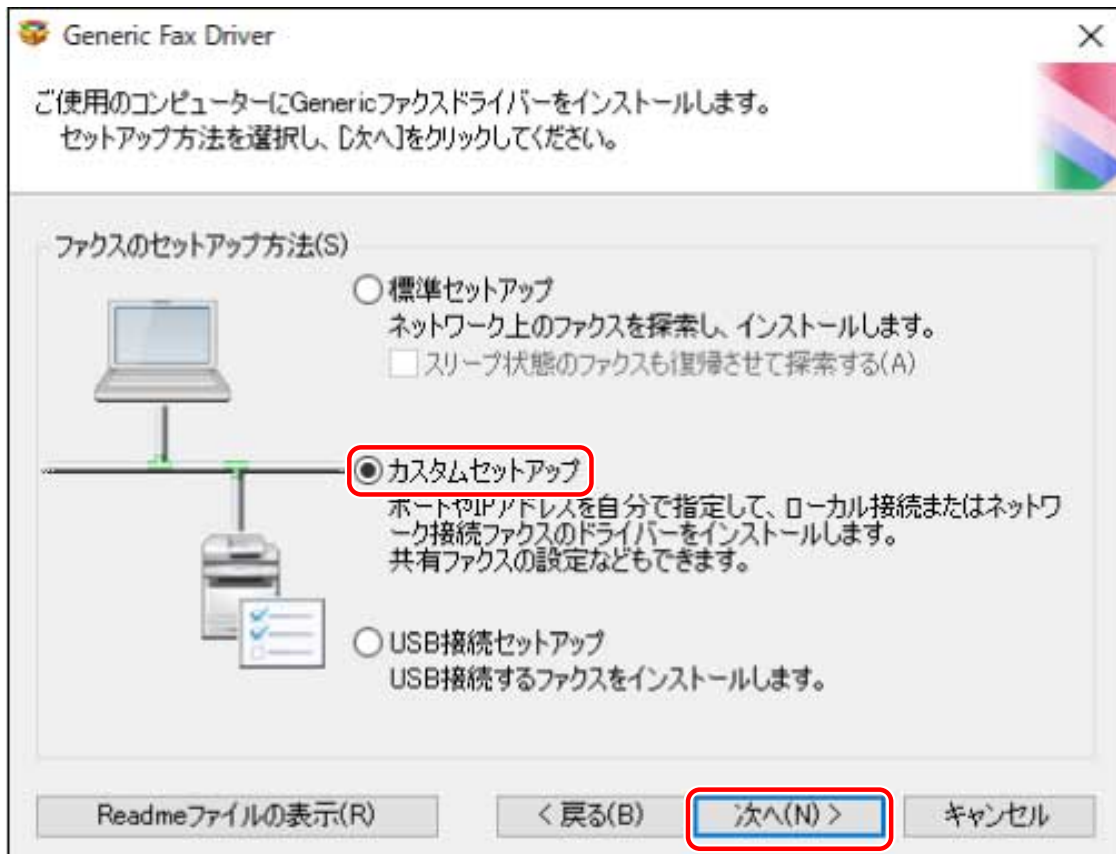 Generic Fax Driver
ご使用のコンピューターにGenericファクスドライバーをインストールします。
セットアップ方法を選択し、[次へ]をクリックしてください。
ファクスのセットアップ方法(S)
標準セットアップ
ネットワーク上のファクスを探索し、インストールします。
スリープ状態のファクスも復帰させて探索する(A)
カスタムセットアップ
ポートやIPアドレスを自分で指定して、ローカル接続またはネットワ
ーク接続ファクスのドライバーをインストールします。
共有ファクスの設定などもできます。
USB接続セットアップ
USB接続するファクスをインストールします。
Readmeファイルの表示(R)
< 戻る(B)
次へ(N) >
キャンセル